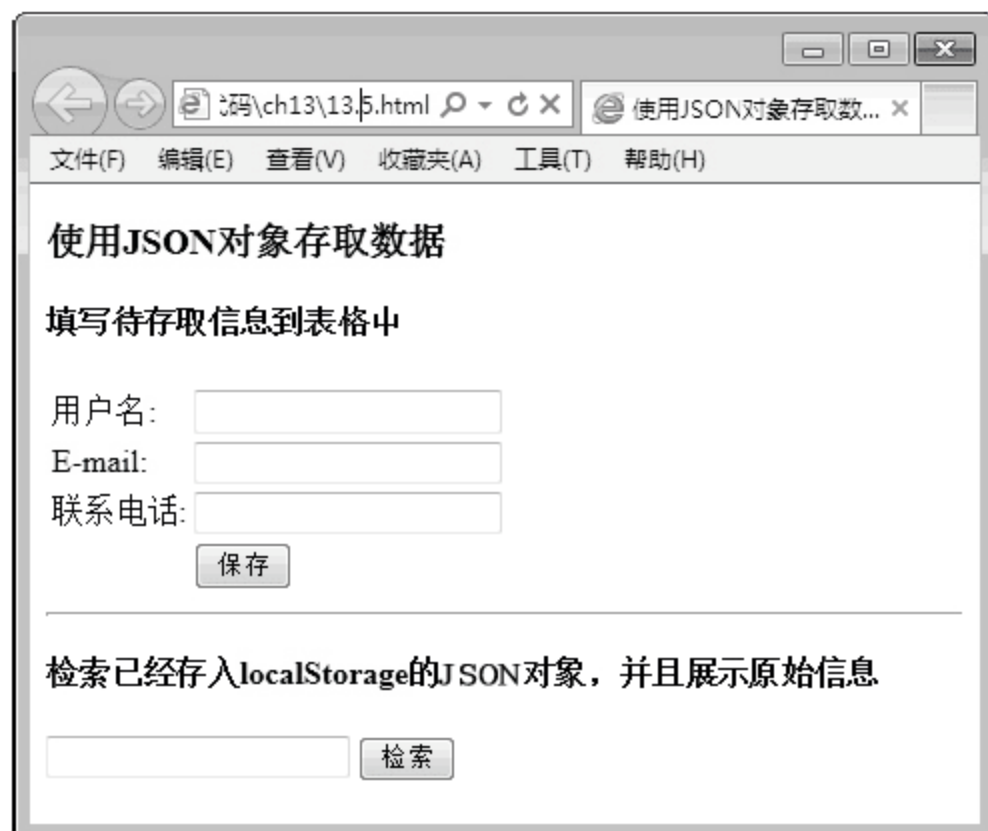 码\ch13\13.5.html
使用JSON对象存取数... ×
文件(F) 编辑(E) 查看(V) 收藏夹(A) 工具(T) 帮助(H)
使用JSON对象存取数据
填写待存取信息到表格中
用户名:
E-mail:
联系电话:
保存
检索已经存入localStorage的JSON对象，并且展示原始信息
检索